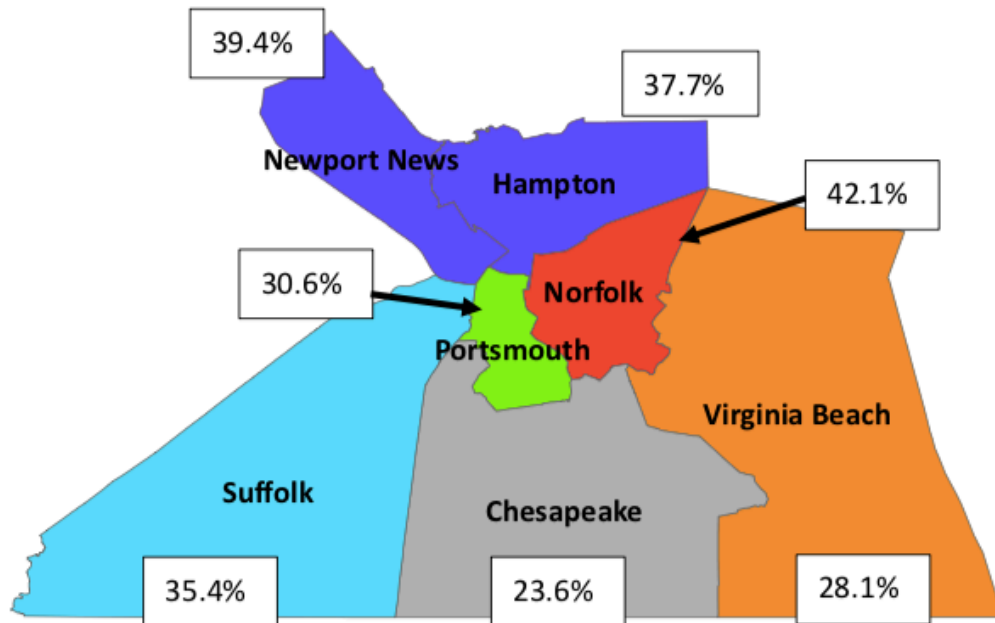 39.4%
37.7%
Newport News
Hampton
42.1%
30.6%
Norfolk
Portsmouth
Virginia Beach
Suffolk
Chesapeake
35.4%
23.6%
28.1%